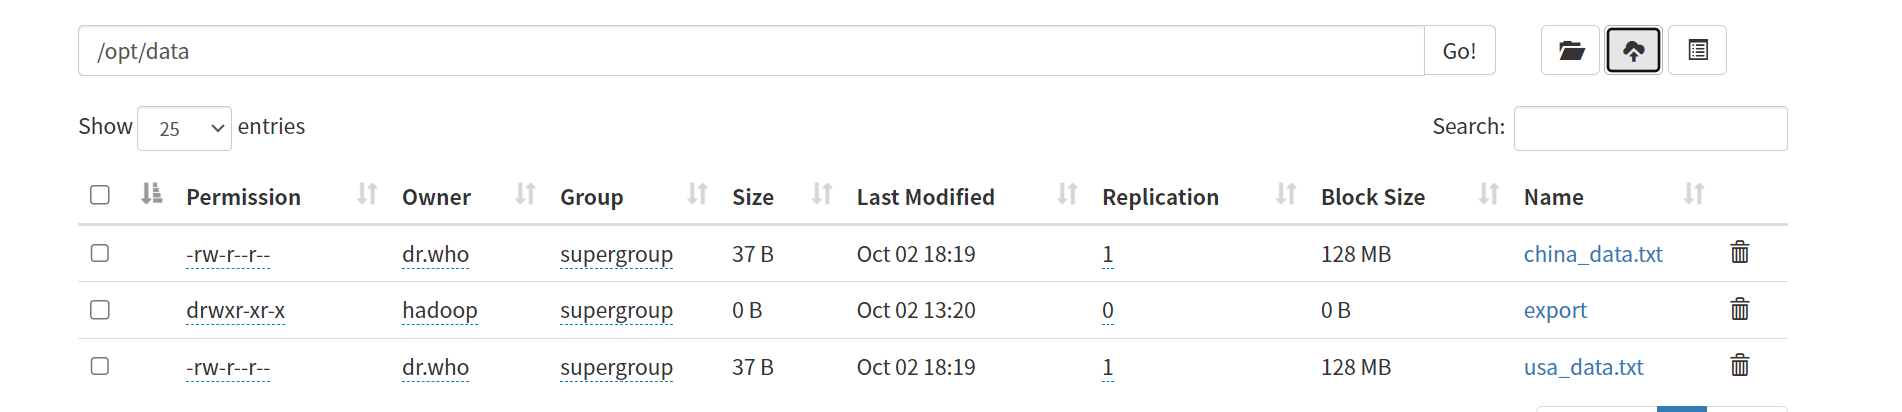 /opt/data Go!
Show 25 entries Search:
Permission Owner Group Size Last Modified Replication Block Size Name
-rw-r--r-- dr.who supergroup 37 B Oct 02 18:19 1 128 MB china_data.txt
drwxr-xr-x hadoop supergroup 0 B Oct 02 13:20 0 0 B export
-rw-r--r-- dr.who supergroup 37 B Oct 02 18:19 1 128 MB usa_data.txt